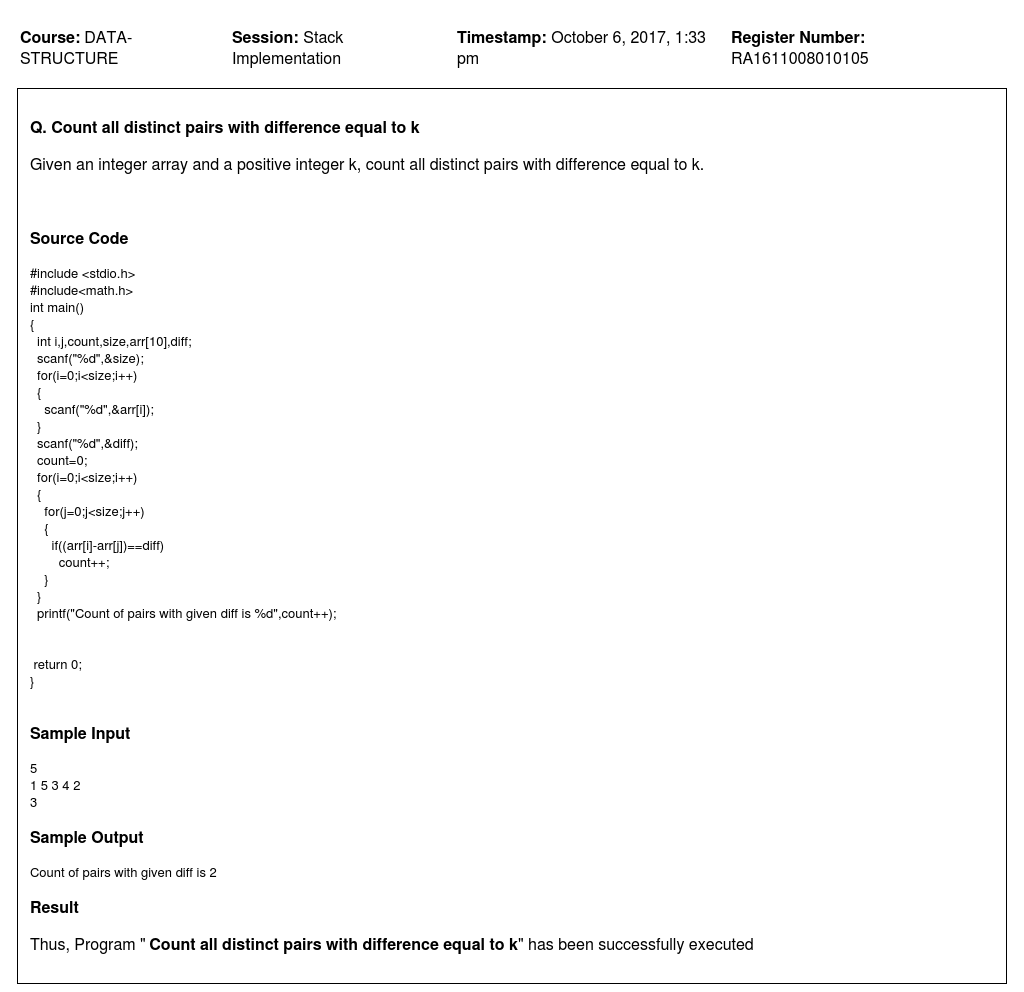 Course: DATA-STRUCTURE
Session: Stack Implementation
Timestamp: October 6, 2017, 1:33 pm
Register Number: RA1611008010105
Q. Count all distinct pairs with difference equal to k
Given an integer array and a positive integer k, count all distinct pairs with difference equal to k.
Source Code
#include <stdio.h>
#include<math.h>
int main()
{
  int i,j,count,size,arr[10],diff;
  scanf("%d",&size);
  for(i=0;i<size;i++)
  {
    scanf("%d",&arr[i]);
  }
  scanf("%d",&diff);
  count=0;
  for(i=0;i<size;i++)
  {
    for(j=0;j<size;j++)
    {
      if((arr[i]-arr[j])==diff)
        count++;
    }
  }
  printf("Count of pairs with given diff is %d",count++);
 return 0;
}
Sample Input
5
1 5 3 4 2
3
Sample Output
Count of pairs with given diff is 2
Result
Thus, Program " Count all distinct pairs with difference equal to k" has been successfully executed